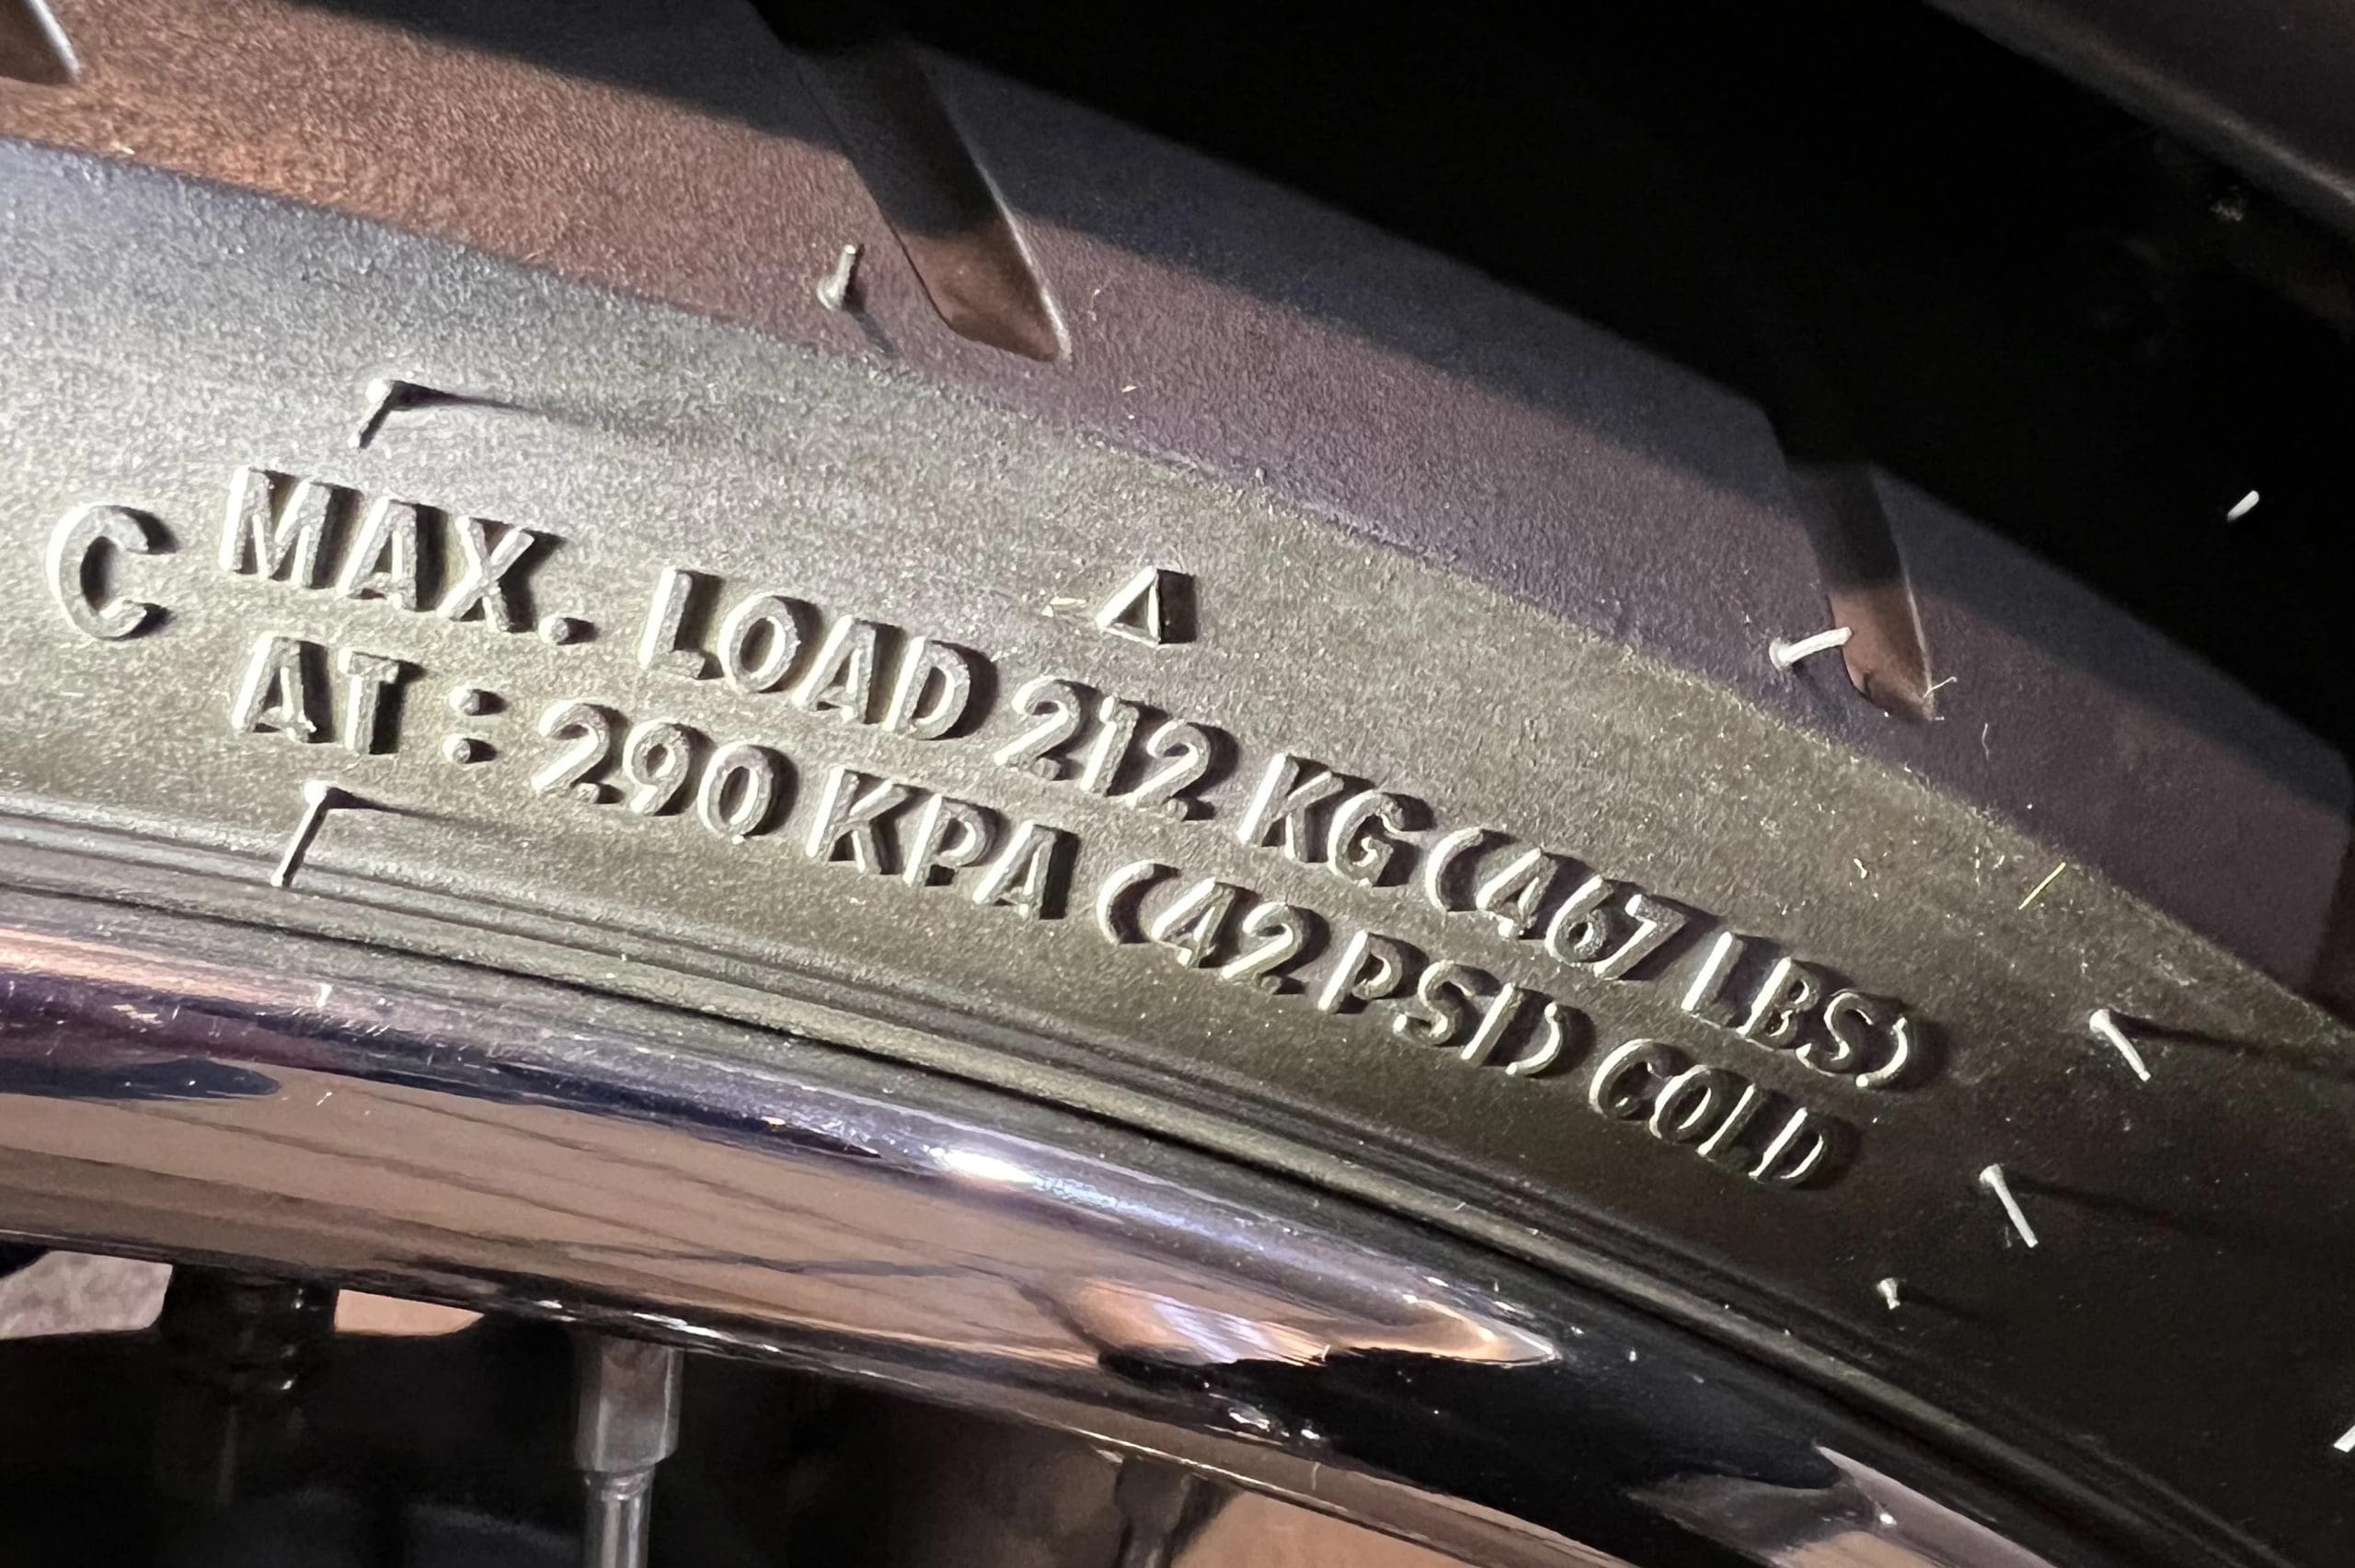 C
MAX. LOAD 212 KG (467 LBS)
AT : 290 KPA (42 PSI) COLD